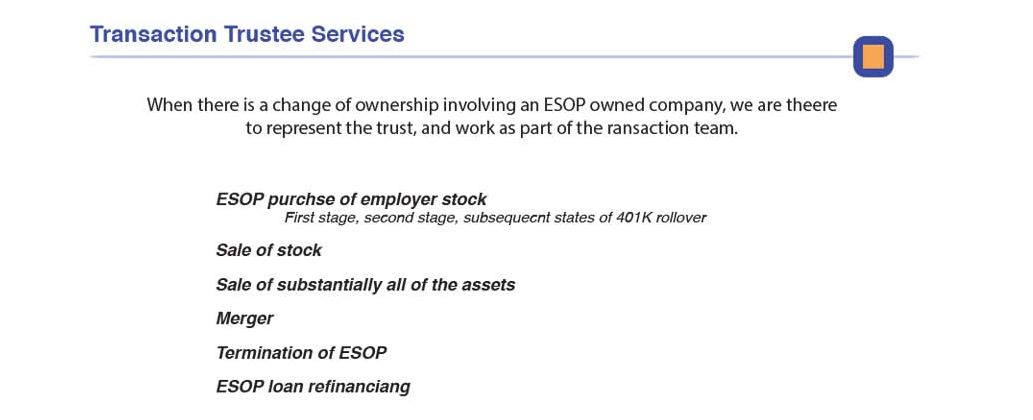 Transaction Trustee Services
When there is a change of ownership involving an ESOP owned company, we are theere
to represent the trust, and work as part of the ransaction team.
ESOP purchse of employer stock
First stage, second stage, subsequecnt states of 401K rollover
Sale of stock
Sale of substantially all of the assets
Merger
Termination of ESOP
ESOP loan refinanciang